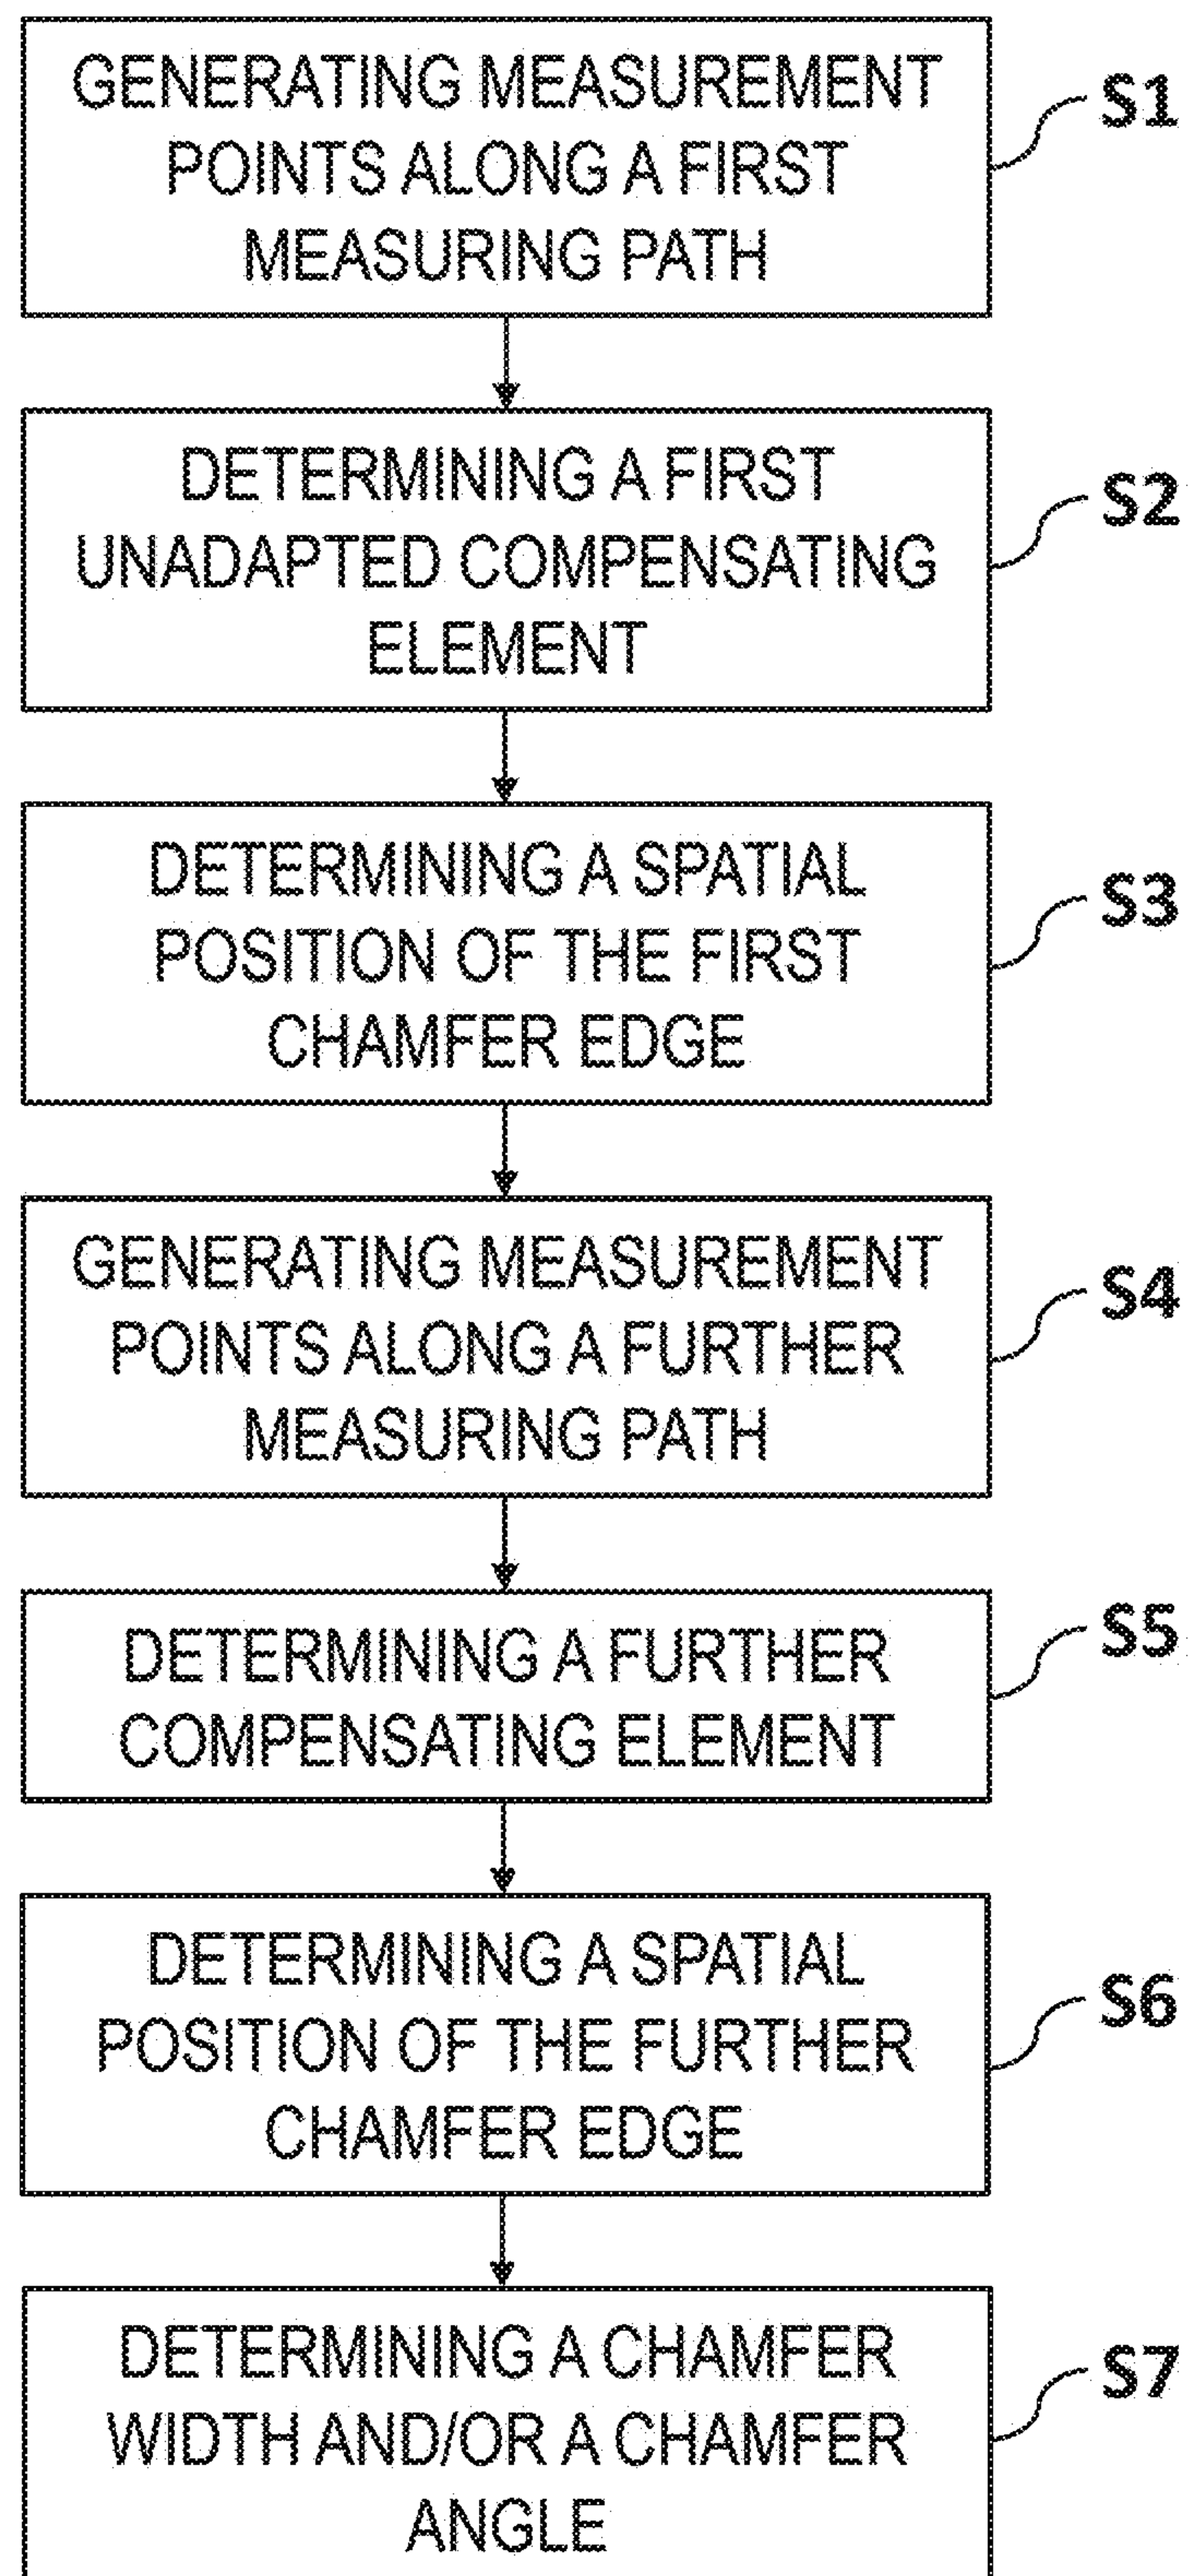 GENERATING MEASUREMENT
POINTS ALONG A FIRST
MEASURING PATH
S1
DETERMINING A FIRST
UNADAPTED COMPENSATING
ELEMENT
S2
DETERMINING A SPATIAL
POSITION OF THE FIRST
CHAMFER EDGE
S3
GENERATING MEASUREMENT
POINTS ALONG A FURTHER
MEASURING PATH
S4
DETERMINING A FURTHER
COMPENSATING ELEMENT
S5
DETERMINING A SPATIAL
POSITION OF THE FURTHER
CHAMFER EDGE
S6
DETERMINING A CHAMFER
WIDTH AND/OR A CHAMFER
ANGLE
S7